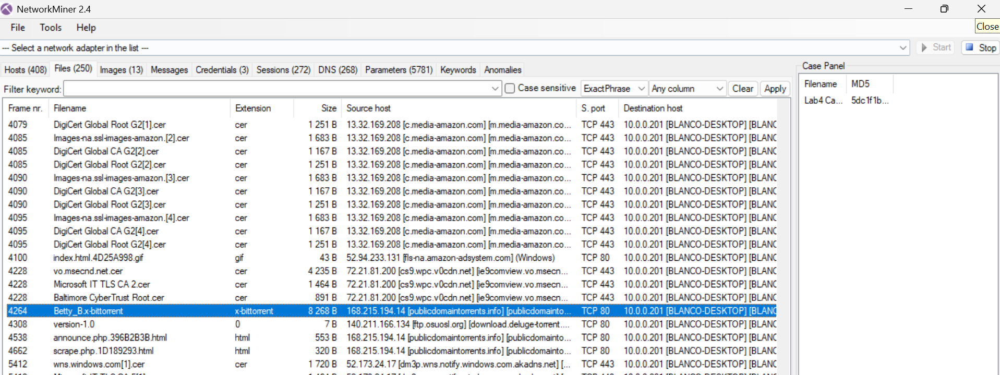 NetworkMiner 2.4
File Tools Help
Close
--- Select a network adapter in the list ---
Start Stop
Hosts (408) Files (250) Images (13) Messages Credentials (3) Sessions (272) DNS (268) Parameters (5781) Keywords Anomalies
Case Panel
Filter keyword: Case sensitive ExactPhrase Any column Clear Apply
Filename MD5
Lab4 Ca... 5dc1f1b...
Frame nr. Filename Extension Size Source host S. port Destination host
4079 DigiCert Global Root G2[1].cer cer 1 251 B 13.32.169.208 [c.media-amazon.com] [m.media-amazon.co... TCP 443 10.0.0.201 [BLANCO-DESKTOP] [BLANC
4085 Images-na.ssl-images-amazon.[2].cer cer 1 683 B 13.32.169.208 [c.media-amazon.com] [m.media-amazon.co... TCP 443 10.0.0.201 [BLANCO-DESKTOP] [BLANC
4085 DigiCert Global CA G2[2].cer cer 1 167 B 13.32.169.208 [c.media-amazon.com] [m.media-amazon.co... TCP 443 10.0.0.201 [BLANCO-DESKTOP] [BLANC
4085 DigiCert Global Root G2[2].cer cer 1 251 B 13.32.169.208 [c.media-amazon.com] [m.media-amazon.co... TCP 443 10.0.0.201 [BLANCO-DESKTOP] [BLANC
4090 Images-na.ssl-images-amazon.[3].cer cer 1 683 B 13.32.169.208 [c.media-amazon.com] [m.media-amazon.co... TCP 443 10.0.0.201 [BLANCO-DESKTOP] [BLANC
4090 DigiCert Global CA G2[3].cer cer 1 167 B 13.32.169.208 [c.media-amazon.com] [m.media-amazon.co... TCP 443 10.0.0.201 [BLANCO-DESKTOP] [BLANC
4090 DigiCert Global Root G2[3].cer cer 1 251 B 13.32.169.208 [c.media-amazon.com] [m.media-amazon.co... TCP 443 10.0.0.201 [BLANCO-DESKTOP] [BLANC
4095 Images-na.ssl-images-amazon.[4].cer cer 1 683 B 13.32.169.208 [c.media-amazon.com] [m.media-amazon.co... TCP 443 10.0.0.201 [BLANCO-DESKTOP] [BLANC
4095 DigiCert Global CA G2[4].cer cer 1 167 B 13.32.169.208 [c.media-amazon.com] [m.media-amazon.co... TCP 443 10.0.0.201 [BLANCO-DESKTOP] [BLANC
4095 DigiCert Global Root G2[4].cer cer 1 251 B 13.32.169.208 [c.media-amazon.com] [m.media-amazon.co... TCP 443 10.0.0.201 [BLANCO-DESKTOP] [BLANC
4100 index.html.4D25A998.gif gif 43 B 52.94.233.131 [fls-na.amazon-adsystem.com] (Windows) TCP 80 10.0.0.201 [BLANCO-DESKTOP] [BLANC
4228 vo.msecnd.net.cer cer 4 235 B 72.21.81.200 [cs9.wpc.v0cdn.net] [ie9comview.vo.msecn... TCP 443 10.0.0.201 [BLANCO-DESKTOP] [BLANC
4228 Microsoft IT TLS CA 2.cer cer 1 464 B 72.21.81.200 [cs9.wpc.v0cdn.net] [ie9comview.vo.msecn... TCP 443 10.0.0.201 [BLANCO-DESKTOP] [BLANC
4228 Baltimore CyberTrust Root.cer cer 891 B 72.21.81.200 [cs9.wpc.v0cdn.net] [ie9comview.vo.msecn... TCP 443 10.0.0.201 [BLANCO-DESKTOP] [BLANC
4264 Betty_B.x-bittorrent x-bittorrent 8 268 B 168.215.194.14 [publicdomaintorrents.info] [publicdomainto... TCP 80 10.0.0.201 [BLANCO-DESKTOP] [BLANC
4308 version-1.0 0 7 B 140.211.166.134 [ftp.osuosl.org] [download.deluge-torrent.... TCP 80 10.0.0.201 [BLANCO-DESKTOP] [BLANC
4538 announce.php.396B2B3B.html html 553 B 168.215.194.14 [publicdomaintorrents.info] [publicdomainto... TCP 80 10.0.0.201 [BLANCO-DESKTOP] [BLANC
4662 scrape.php.1D189293.html html 320 B 168.215.194.14 [publicdomaintorrents.info] [publicdomainto... TCP 80 10.0.0.201 [BLANCO-DESKTOP] [BLANC
5412 wns.windows.com[1].cer cer 1 720 B 52.173.24.17 [dm3p.wns.notify.windows.com.akadns.net] [... TCP 443 10.0.0.201 [BLANCO-DESKTOP] [BLANC